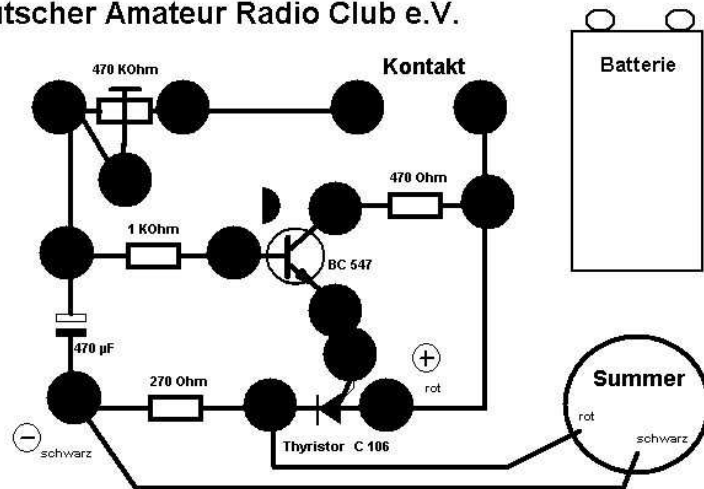 utscher Amateur Radio Club e.V.
470 KOhm
Kontakt
Batterie
470 Ohm
1 KOhm
BC 547
470 µF
+
rot
270 Ohm
Summer
rot
−
schwarz
Thyristor C 106
schwarz